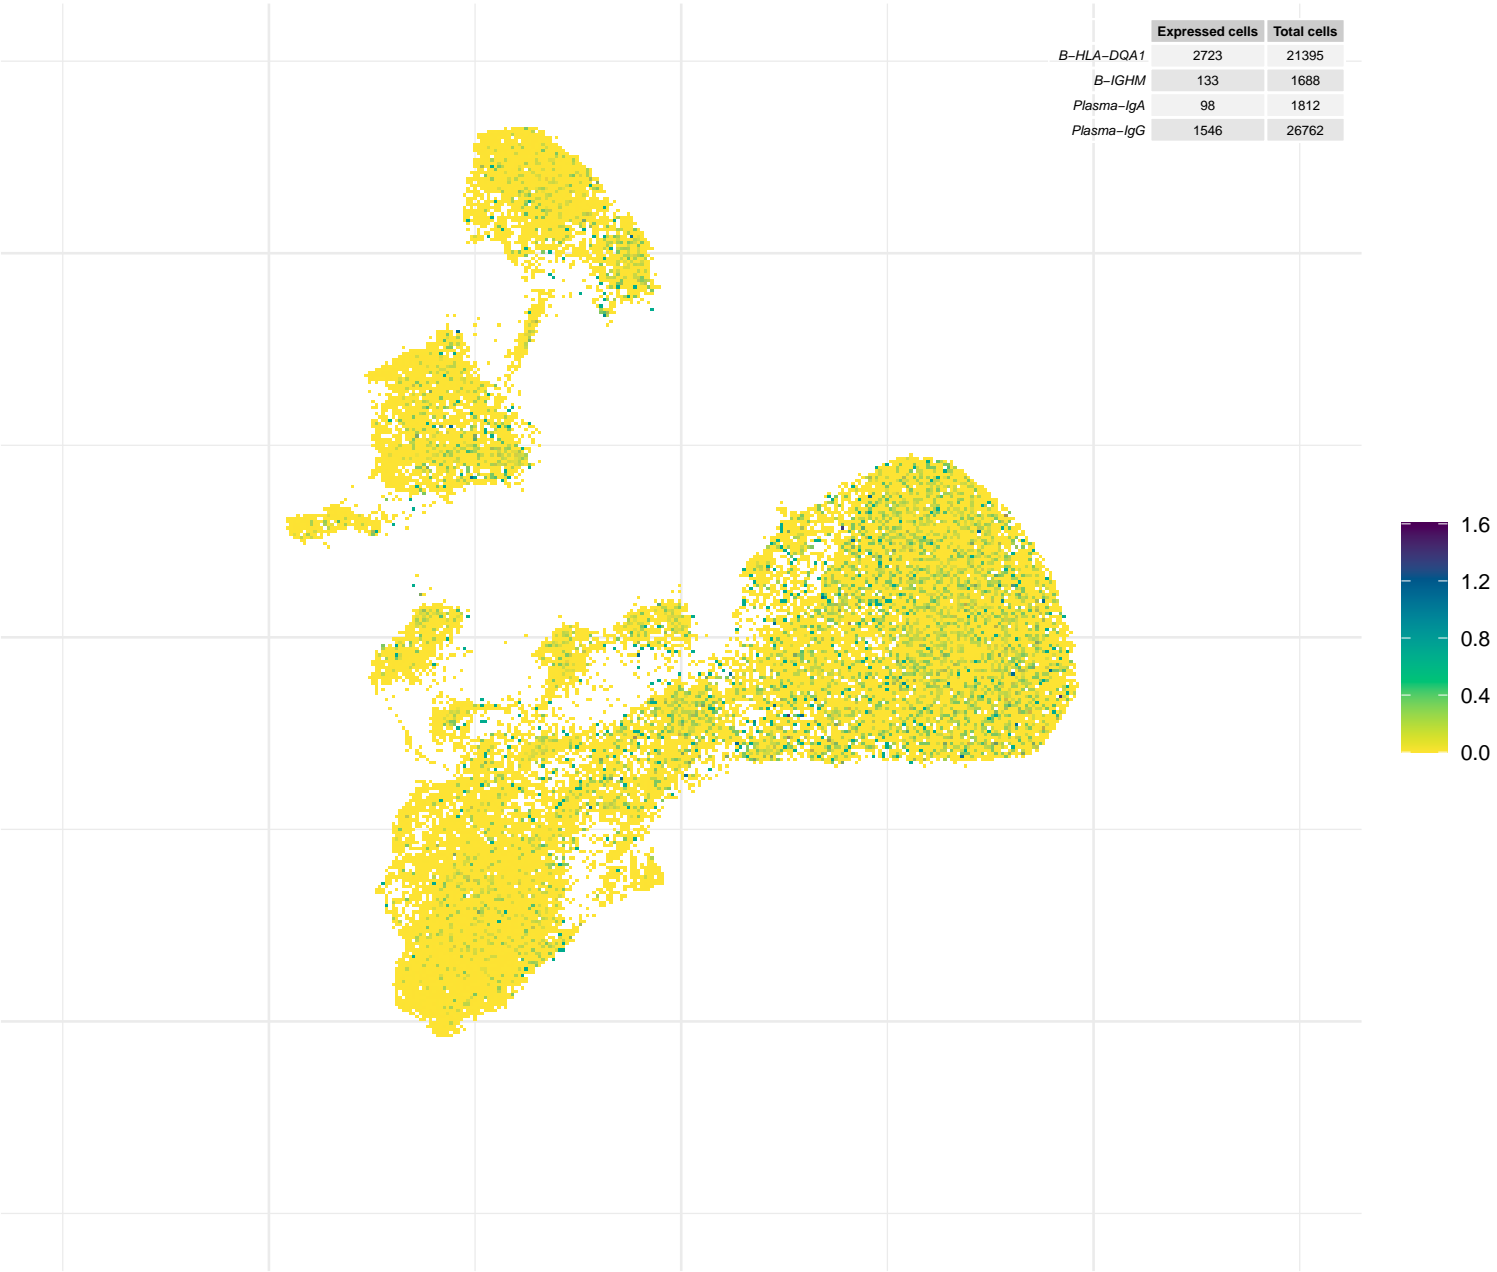 Expressed cells Total cells
B−HLA−DQA1 2723 21395
B−IGHM 133 1688
Plasma−IgA 98 1812
Plasma−IgG 1546 26762
1.6
1.2
0.8
0.4
0.0